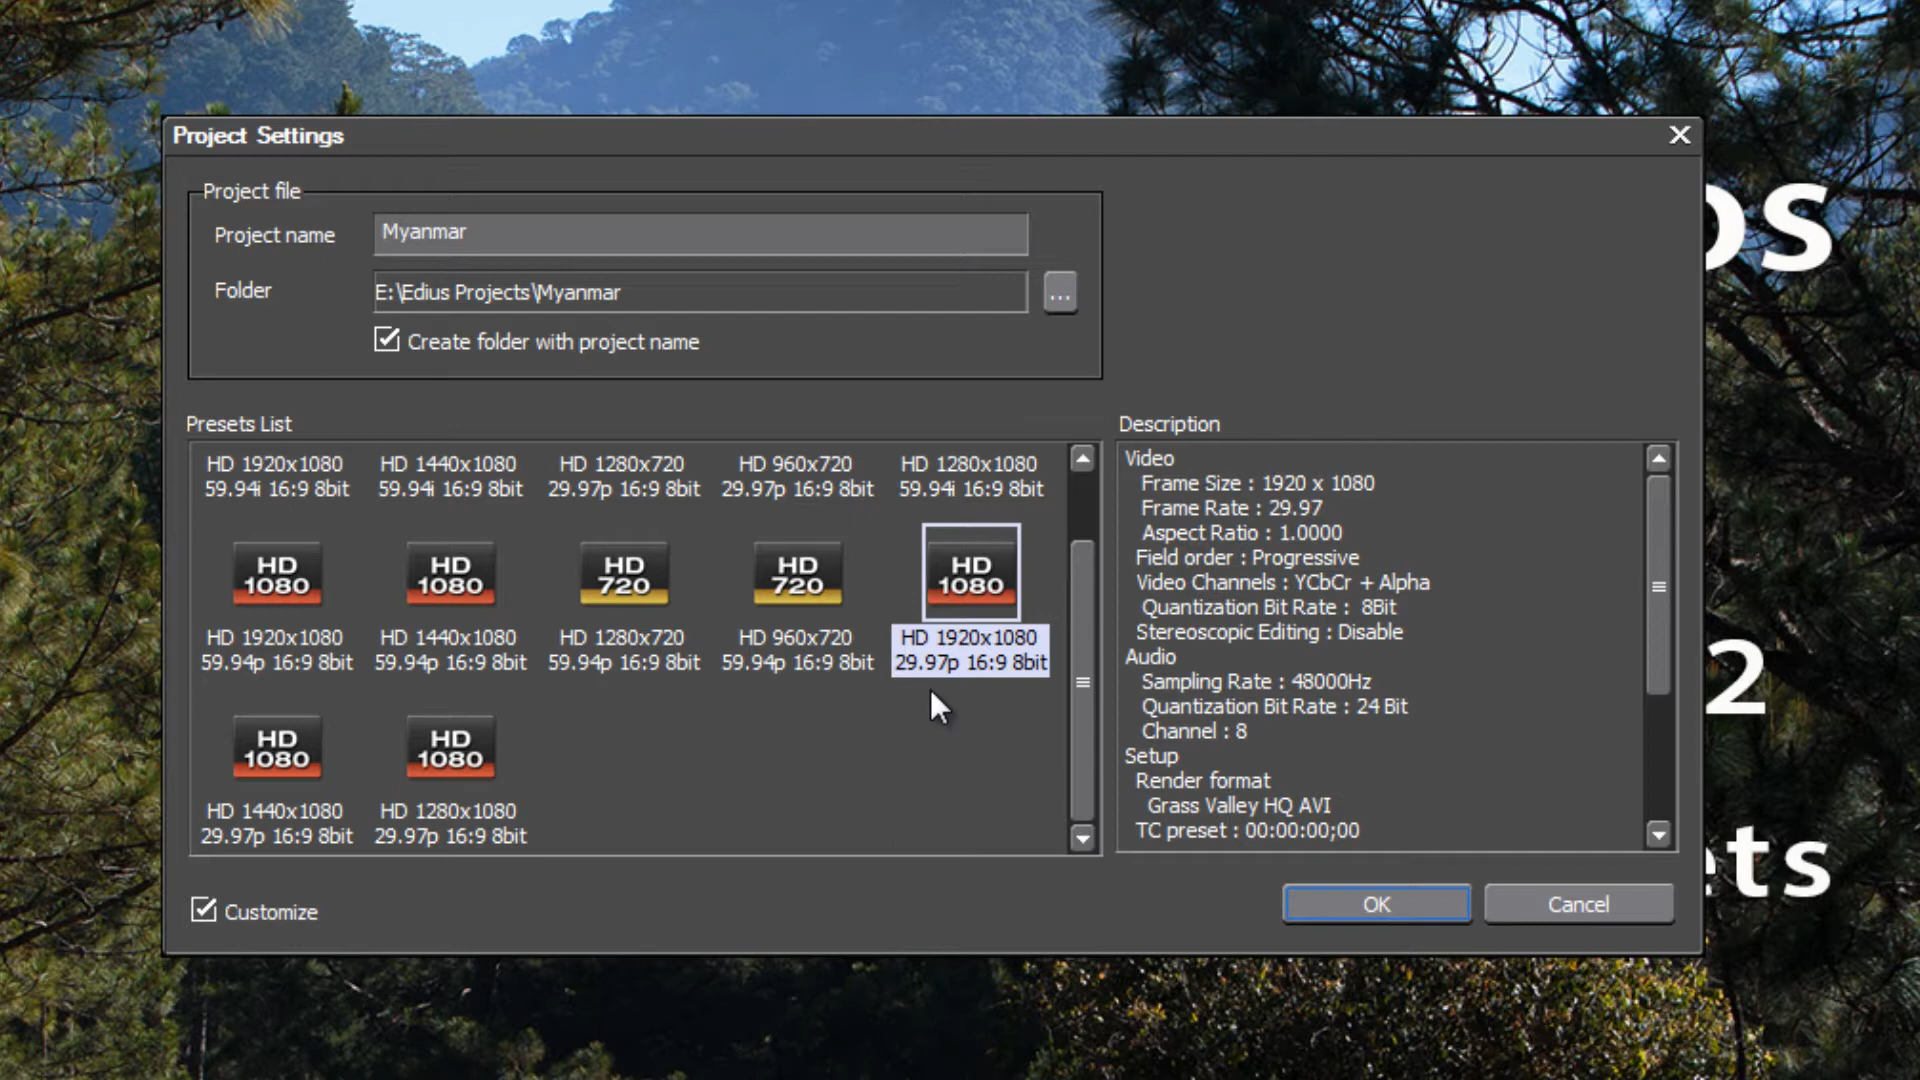 Project Settings
Project file
Project name
Myanmar
Folder
E:\Edius Projects\Myanmar
...
Create folder with project name
Presets List
HD 1920x1080
59.94i 16:9 8bit
HD 1440x1080
59.94i 16:9 8bit
HD 1280x720
29.97p 16:9 8bit
HD 960x720
29.97p 16:9 8bit
HD 1280x1080
59.94i 16:9 8bit
HD
1080
HD 1920x1080
59.94p 16:9 8bit
HD
1080
HD 1440x1080
59.94p 16:9 8bit
HD
720
HD 1280x720
59.94p 16:9 8bit
HD
720
HD 960x720
59.94p 16:9 8bit
HD
1080
HD 1920x1080
29.97p 16:9 8bit
HD
1080
HD 1440x1080
29.97p 16:9 8bit
HD
1080
HD 1280x1080
29.97p 16:9 8bit
Description
Video
Frame Size : 1920 x 1080
Frame Rate : 29.97
Aspect Ratio : 1.0000
Field order : Progressive
Video Channels : YCbCr + Alpha
Quantization Bit Rate : 8Bit
Stereoscopic Editing : Disable
Audio
Sampling Rate : 48000Hz
Quantization Bit Rate : 24 Bit
Channel : 8
Setup
Render format
Grass Valley HQ AVI
TC preset : 00:00:00;00
Customize
OK
Cancel
2